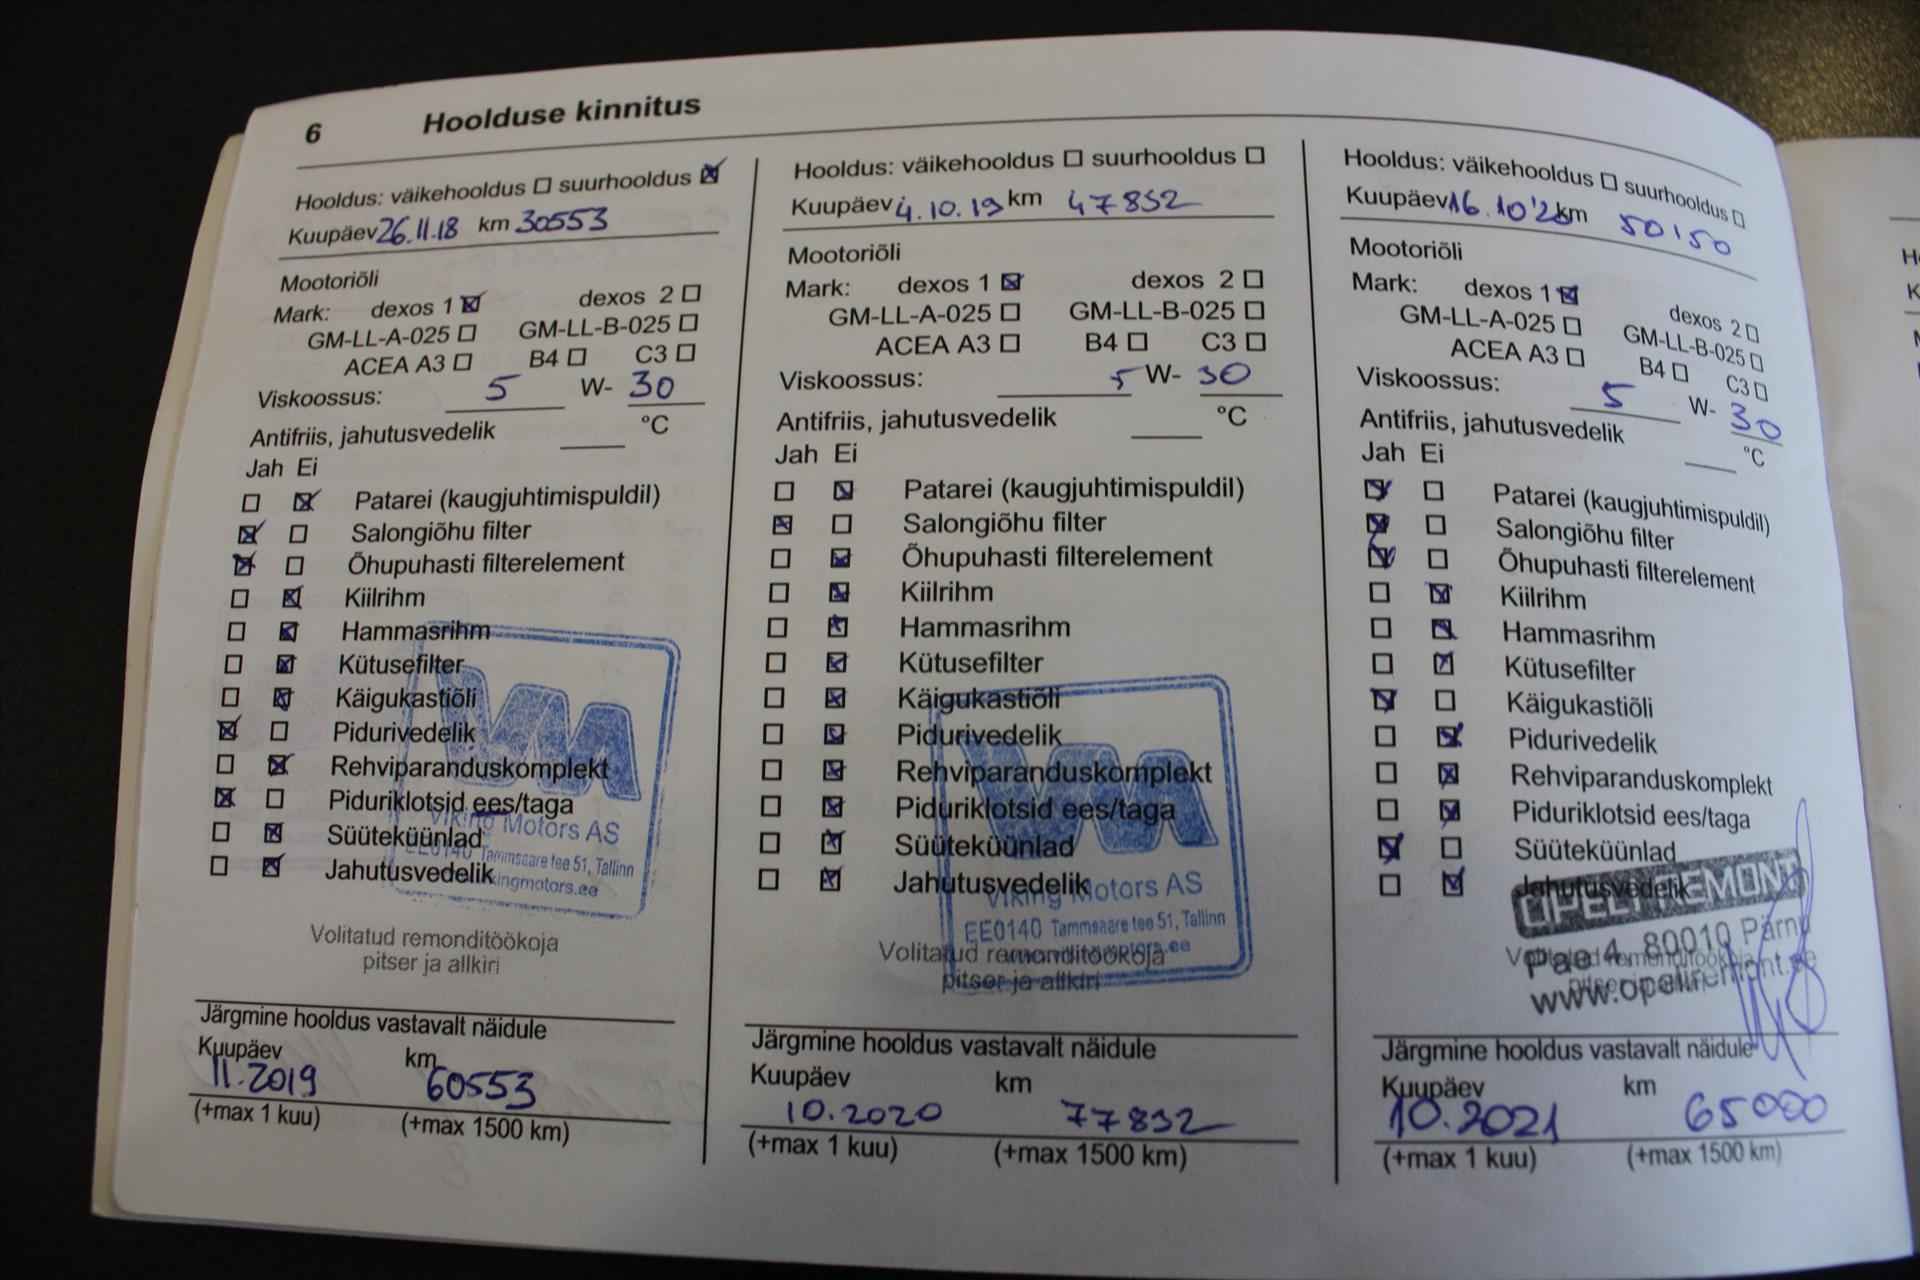 6 Hoolduse kinnitus
Hooldus: väikehooldus ☐ suurhooldus ☒
Kuupäev 26.11.18 km 30553
Mootoriõli
Mark: dexos 1 ☒ dexos 2 ☐
GM-LL-A-025 ☐ GM-LL-B-025 ☐
ACEA A3 ☐ B4 ☐ C3 ☐
Viskoossus: 5 W- 30
Antifriis, jahutusvedelik °C
Jah Ei
☐ ☒ Patarei (kaugjuhtimispuldil)
☒ ☐ Salongiõhu filter
☒ ☐ Õhupuhasti filterelement
☐ ☒ Kiilrihm
☐ ☒ Hammasrihm
☐ ☒ Kütusefilter
☐ ☒ Käigukastiõli
☒ ☐ Pidurivedelik
☐ ☒ Rehviparanduskomplekt
☒ ☐ Piduriklotsid ees/taga
Viking Motors AS
☐ ☒ Süüteküünlad
EE0140 Tammsaare tee 51, Tallinn
☐ ☒ Jahutusvedelik
Volitatud remonditöökoja
pitser ja allkiri
Järgmine hooldus vastavalt näidule
Kuupäev km
11.2019 60553
(+max 1 kuu) (+max 1500 km)
Hooldus: väikehooldus ☐ suurhooldus ☐
Kuupäev 4.10.19 km 47832
Mootoriõli
Mark: dexos 1 ☒ dexos 2 ☐
GM-LL-A-025 ☐ GM-LL-B-025 ☐
ACEA A3 ☐ B4 ☐ C3 ☐
Viskoossus: 5 W- 30
Antifriis, jahutusvedelik °C
Jah Ei
☐ ☒ Patarei (kaugjuhtimispuldil)
☒ ☐ Salongiõhu filter
☐ ☒ Õhupuhasti filterelement
☐ ☒ Kiilrihm
☐ ☒ Hammasrihm
☐ ☒ Kütusefilter
☐ ☒ Käigukastiõli
☐ ☒ Pidurivedelik
☐ ☒ Rehviparanduskomplekt
☐ ☒ Piduriklotsid ees/taga
☐ ☒ Süüteküünlad
☐ ☒ Jahutusvedelik
Viking Motors AS
EE0140 Tammsaare tee 51, Tallinn
Volitatud remonditöökoja
pitser ja allkiri
Järgmine hooldus vastavalt näidule
Kuupäev km
10.2020 77832
(+max 1 kuu) (+max 1500 km)
Hooldus: väikehooldus ☐ suurhooldus ☐
Kuupäev 16.10'20 km 50150
Mootoriõli
Mark: dexos 1 ☒ dexos 2 ☐
GM-LL-A-025 ☐ GM-LL-B-025 ☐
ACEA A3 ☐ B4 ☐ C3 ☐
Viskoossus: 5 W- 30
Antifriis, jahutusvedelik °C
Jah Ei
☒ ☐ Patarei (kaugjuhtimispuldil)
☒ ☐ Salongiõhu filter
☒ ☐ Õhupuhasti filterelement
☐ ☒ Kiilrihm
☐ ☒ Hammasrihm
☐ ☒ Kütusefilter
☒ ☐ Käigukastiõli
☐ ☒ Pidurivedelik
☐ ☒ Rehviparanduskomplekt
☐ ☒ Piduriklotsid ees/taga
☒ ☐ Süüteküünlad
☐ ☒ Jahutusvedelik
Pae 4, 80010 Pärnu
www.opeliremont.ee
Järgmine hooldus vastavalt näidule
Kuupäev km
10.2021 65000
(+max 1 kuu) (+max 1500 km)